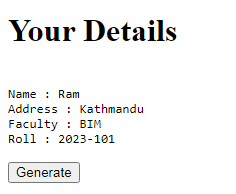 Your Details
Name : Ram
Address : Kathmandu
Faculty : BIM
Roll : 2023-101
Generate